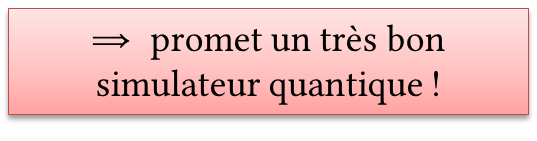 ⟹ promet un très bon
simulateur quantique !